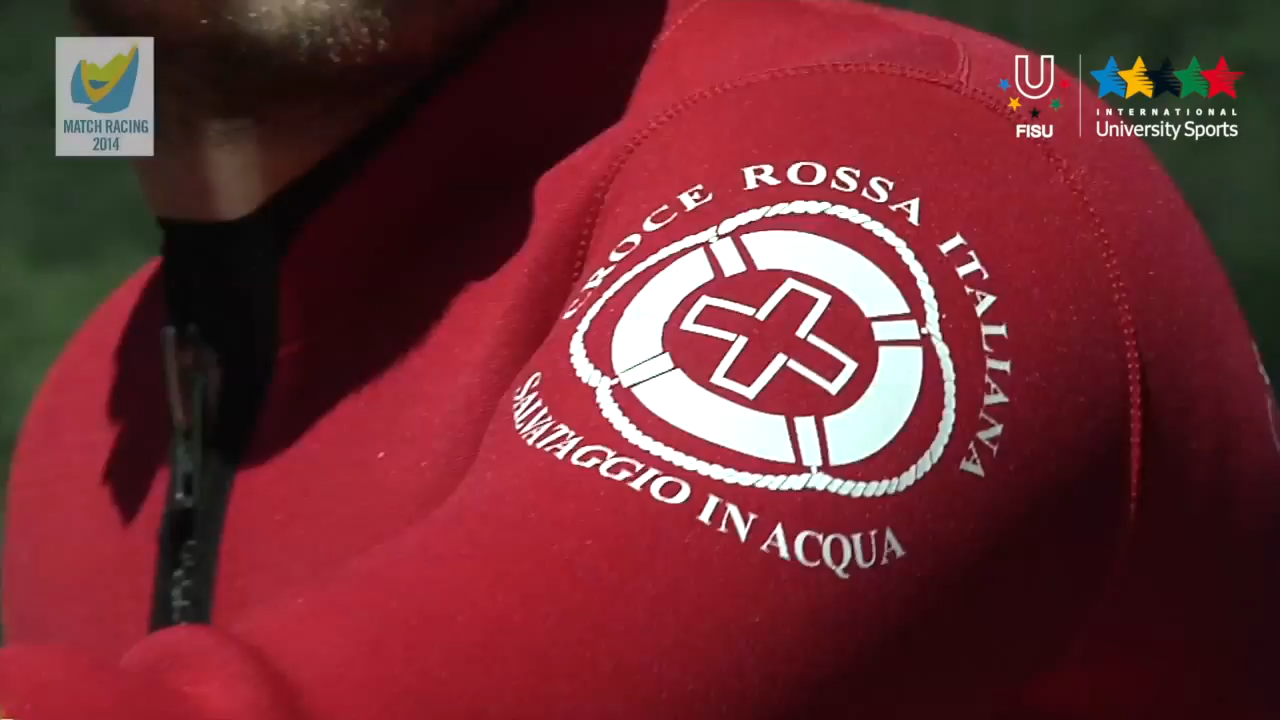 MATCH RACING
2014
U
FISU
INTERNATIONAL
University Sports
CROCE ROSSA ITALIANA
SALVATAGGIO IN ACQUA